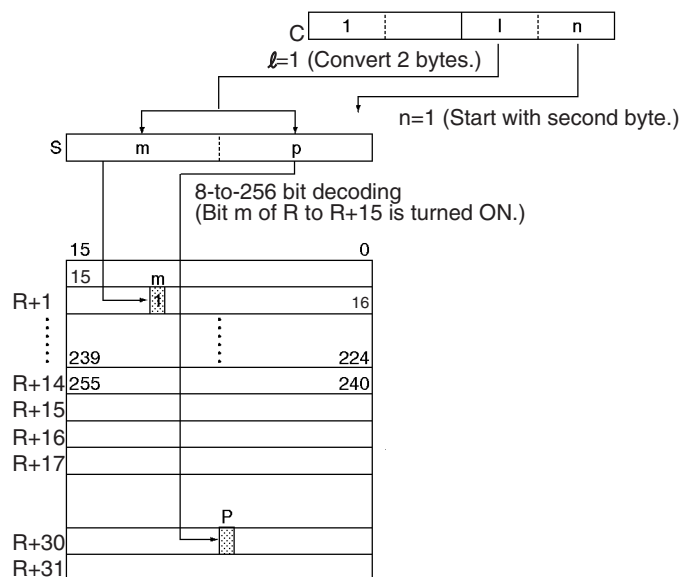 C 1 l n
ℓ=1 (Convert 2 bytes.)
n=1 (Start with second byte.)
S m p
8-to-256 bit decoding
(Bit m of R to R+15 is turned ON.)
15 0
15 m
R+1 1 16
239 224
R+14 255 240
R+15
R+16
R+17
P
R+30
R+31